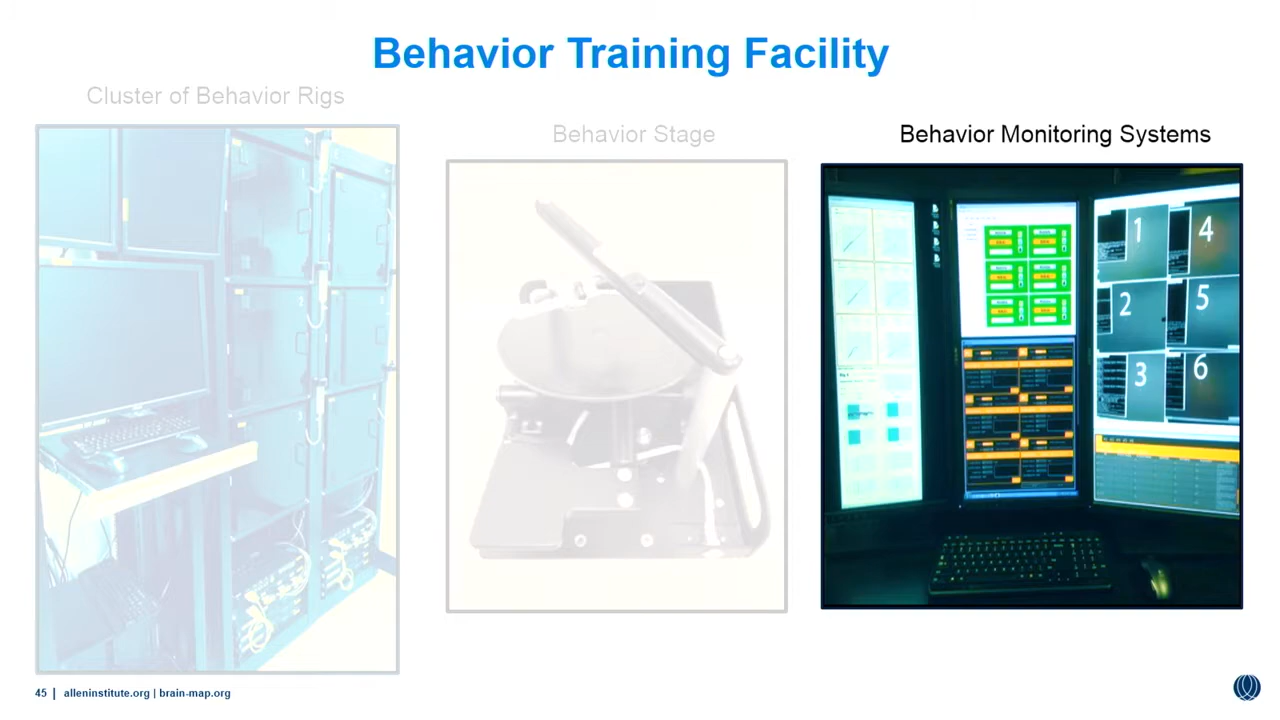 Behavior Training Facility
Cluster of Behavior Rigs
Behavior Stage
Behavior Monitoring Systems
1
4
2
5
3
6
45 | alleninstitute.org | brain-map.org